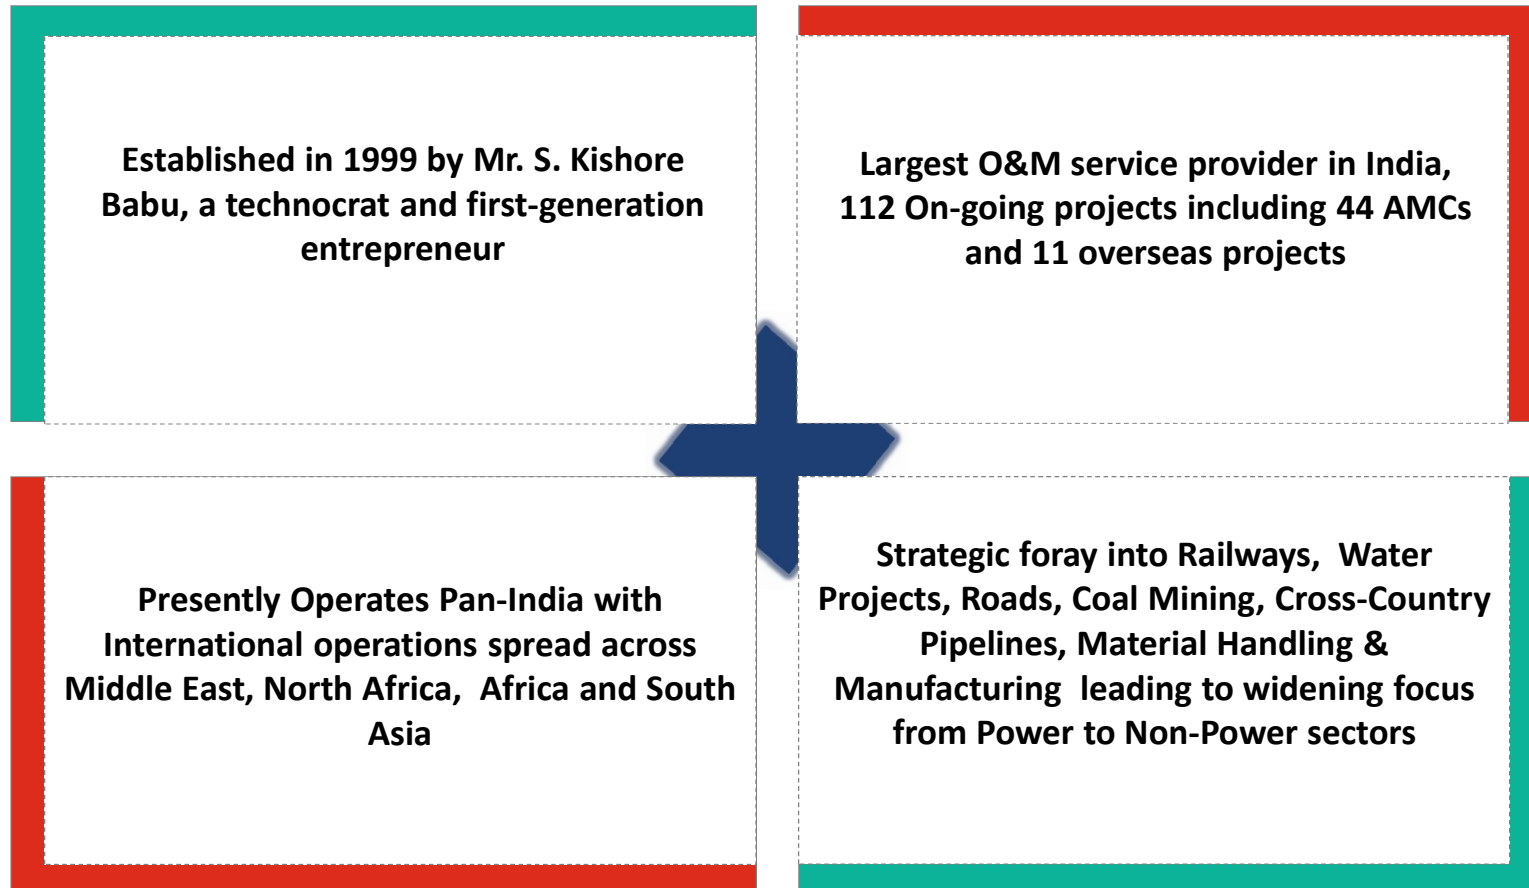 Established in 1999 by Mr. S. Kishore
Babu, a technocrat and first-generation
entrepreneur
Largest O&M service provider in India,
112 On-going projects including 44 AMCs
and 11 overseas projects
Presently Operates Pan-India with
International operations spread across
Middle East, North Africa, Africa and South
Asia
Strategic foray into Railways, Water
Projects, Roads, Coal Mining, Cross-Country
Pipelines, Material Handling &
Manufacturing leading to widening focus
from Power to Non-Power sectors